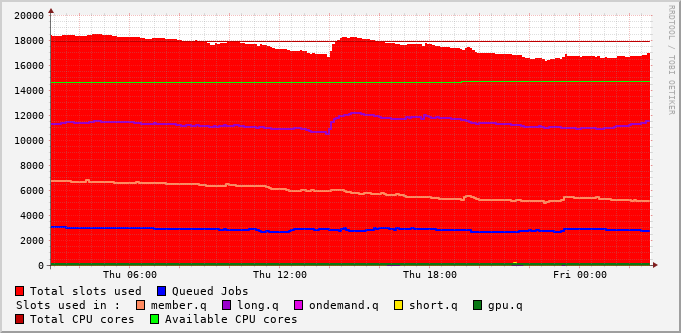 20000
18000
16000
14000
12000
10000
8000
6000
4000
2000
0
Thu 06:00 Thu 12:00 Thu 18:00 Fri 00:00
RRDTOOL / TOBI OETIKER
Total slots used Queued Jobs
Slots used in : member.q long.q ondemand.q short.q gpu.q
Total CPU cores Available CPU cores